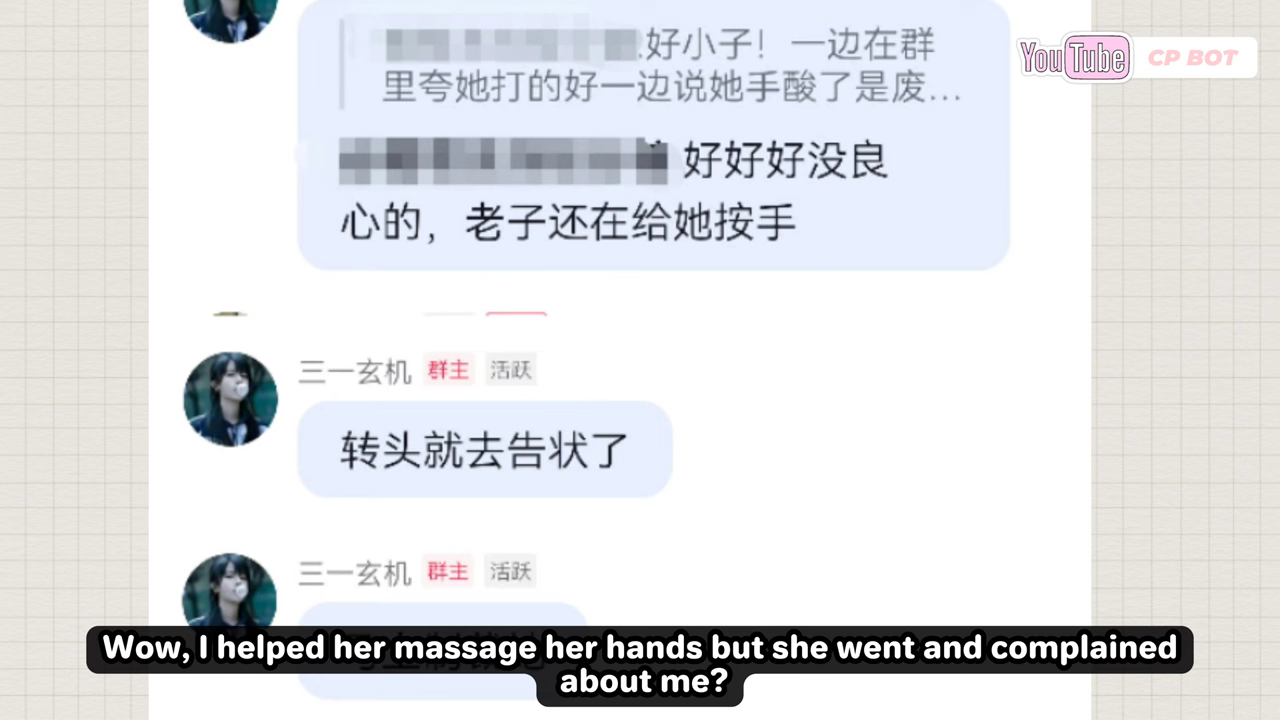 好小子！一边在群
里夸她打的好一边说她手酸了是废...
好好好没良
心的，老子还在给她按手
三一玄机 群主 活跃
转头就去告状了
三一玄机 群主 活跃
Wow, I helped her massage her hands but she went and complained
about me?
YouTube CP BOT